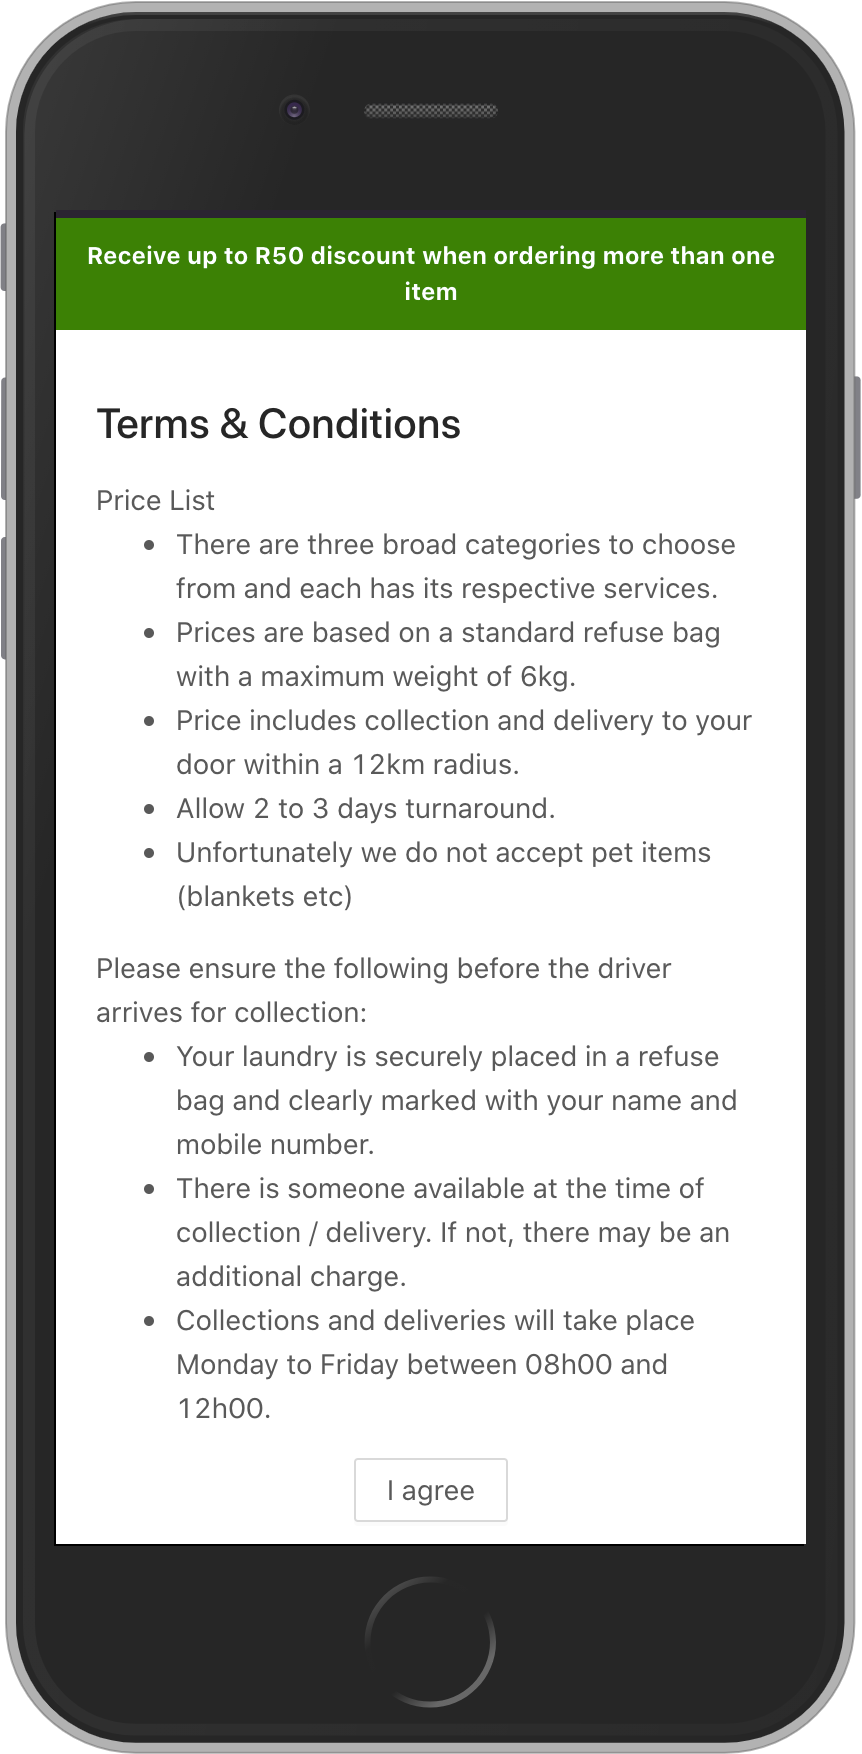 Receive up to R50 discount when ordering more than one
item
Terms & Conditions
Price List
• There are three broad categories to choose
from and each has its respective services.
• Prices are based on a standard refuse bag
with a maximum weight of 6kg.
• Price includes collection and delivery to your
door within a 12km radius.
• Allow 2 to 3 days turnaround.
• Unfortunately we do not accept pet items
(blankets etc)
Please ensure the following before the driver
arrives for collection:
• Your laundry is securely placed in a refuse
bag and clearly marked with your name and
mobile number.
• There is someone available at the time of
collection / delivery. If not, there may be an
additional charge.
• Collections and deliveries will take place
Monday to Friday between 08h00 and
12h00.
I agree